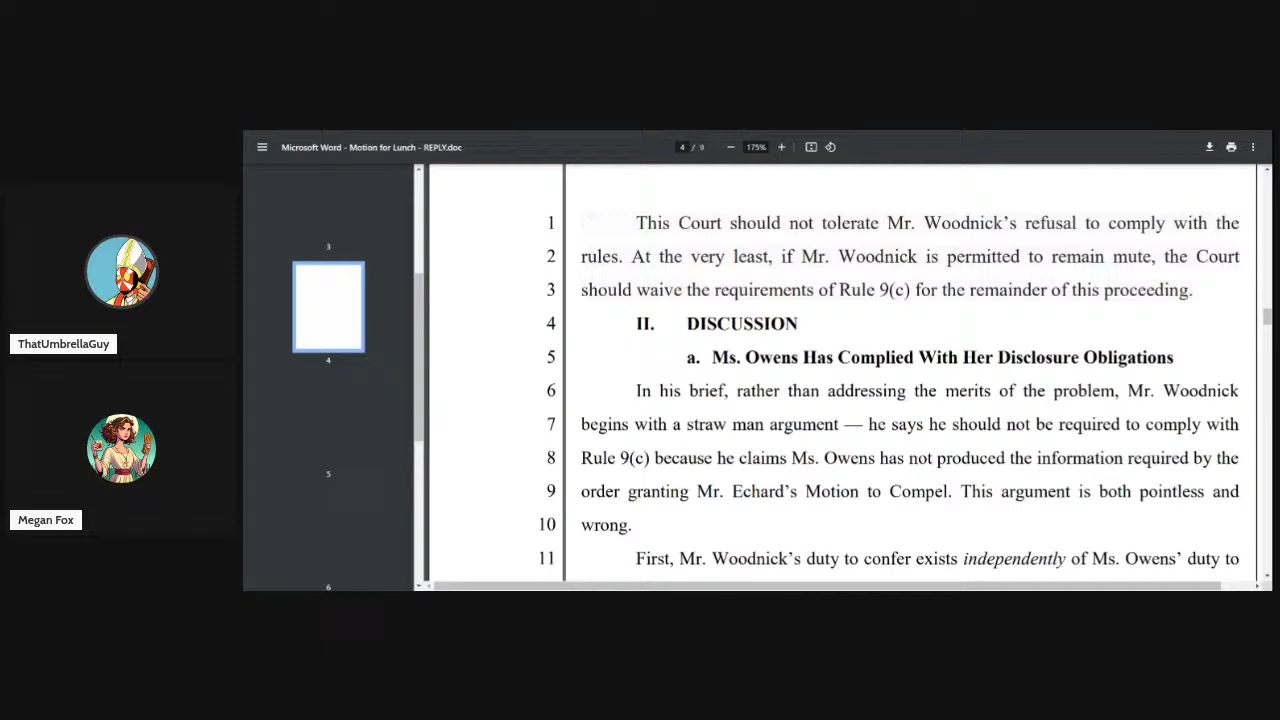 Microsoft Word - Motion for Lunch - REPLY.doc
4 / 9
175%
3
4
5
6
1 This Court should not tolerate Mr. Woodnick's refusal to comply with the
2 rules. At the very least, if Mr. Woodnick is permitted to remain mute, the Court
3 should waive the requirements of Rule 9(c) for the remainder of this proceeding.
4 II. DISCUSSION
5 a. Ms. Owens Has Complied With Her Disclosure Obligations
6 In his brief, rather than addressing the merits of the problem, Mr. Woodnick
7 begins with a straw man argument — he says he should not be required to comply with
8 Rule 9(c) because he claims Ms. Owens has not produced the information required by the
9 order granting Mr. Echard's Motion to Compel. This argument is both pointless and
10 wrong.
11 First, Mr. Woodnick's duty to confer exists independently of Ms. Owens' duty to
ThatUmbrellaGuy
Megan Fox